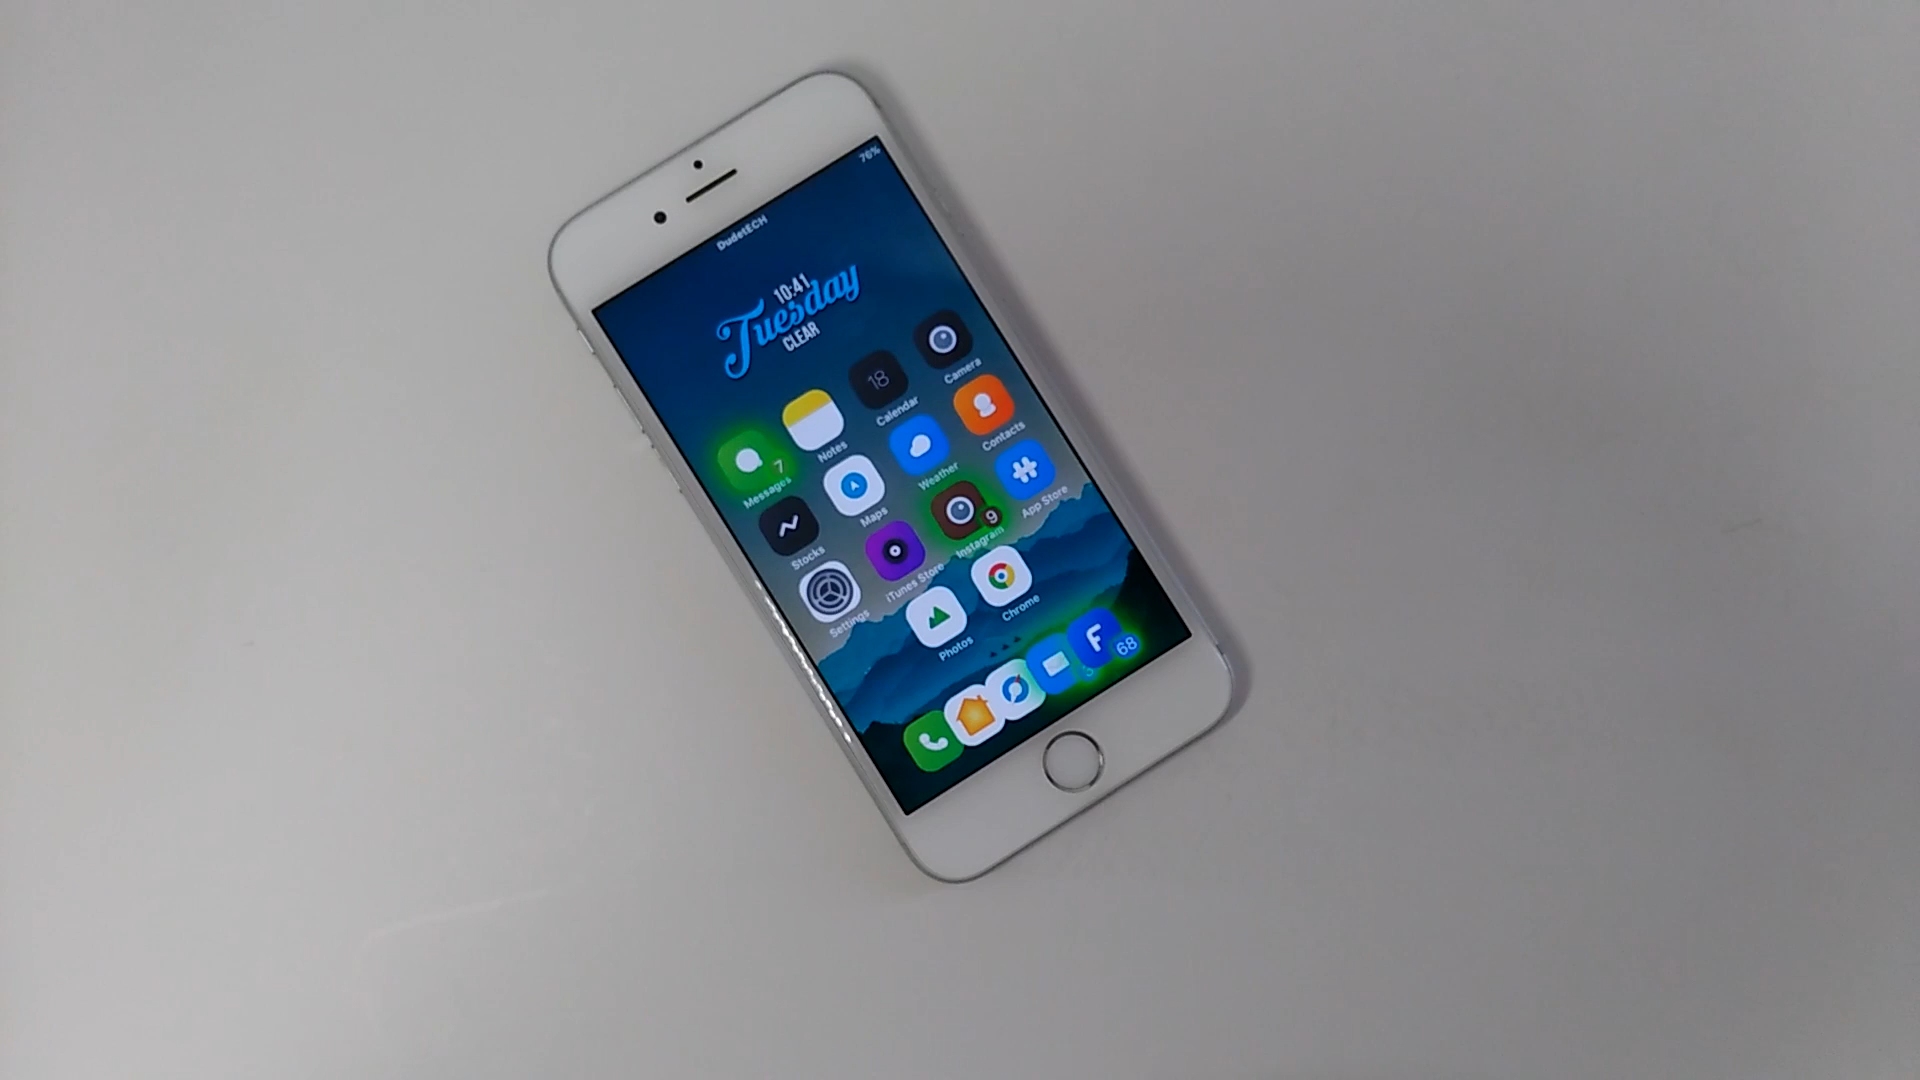 76%
DudetECH
10:41
Tuesday
CLEAR
7
Messages
Notes
18
Calendar
Camera
Stocks
Maps
Weather
Contacts
Settings
iTunes Store
9
Instagram
App Store
Photos
Chrome
F
68